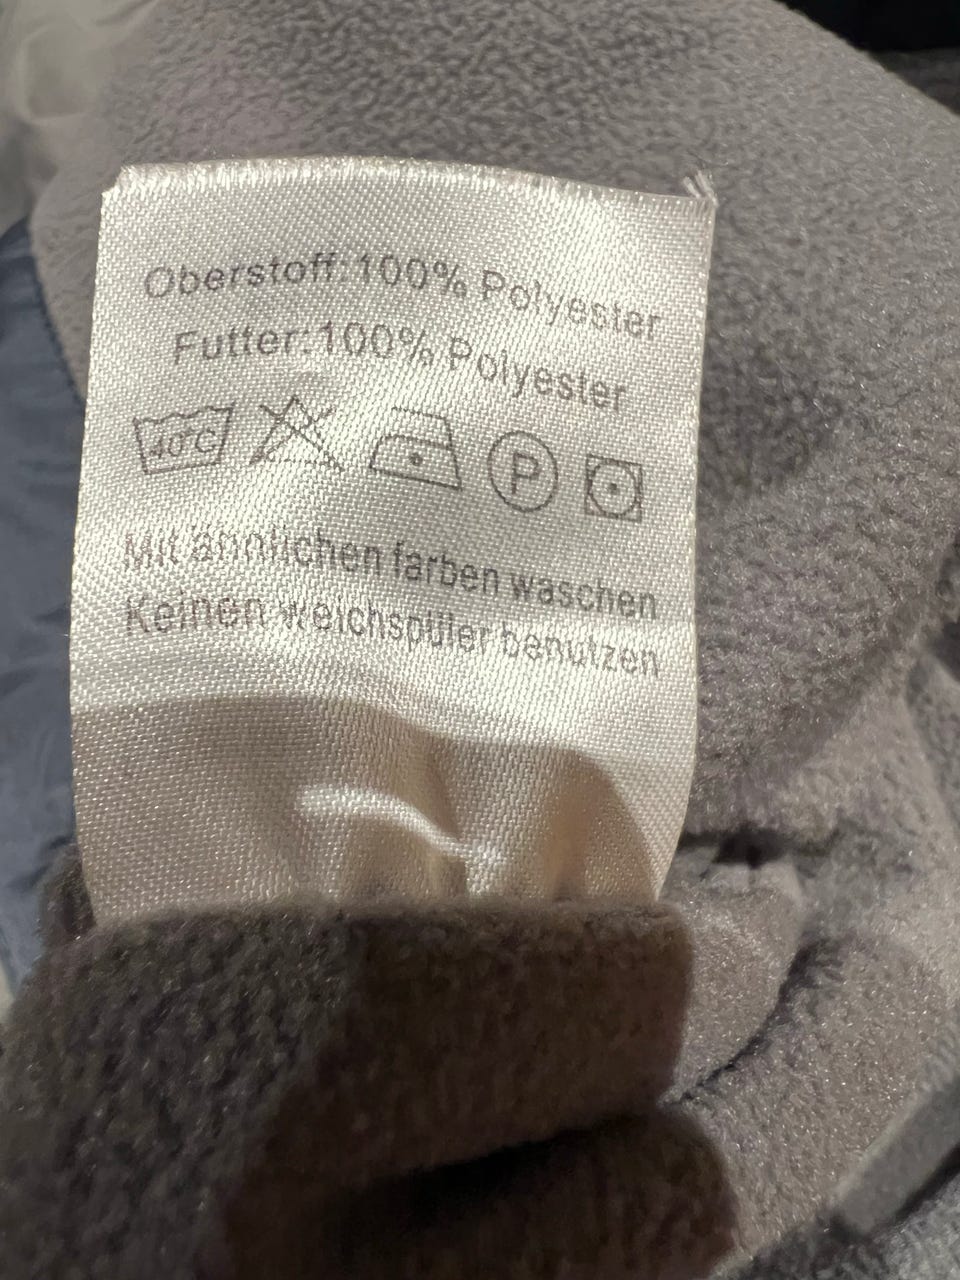 Oberstoff:100% Polyester
Futter:100% Polyester
40°C P
Mit ähnlichen farben waschen
Keinen weichspüler benutzen